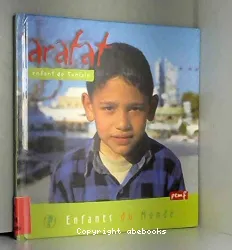 arafat
enfant de Tunisie
Enfants du Monde
PEMF
Copyright abebooks